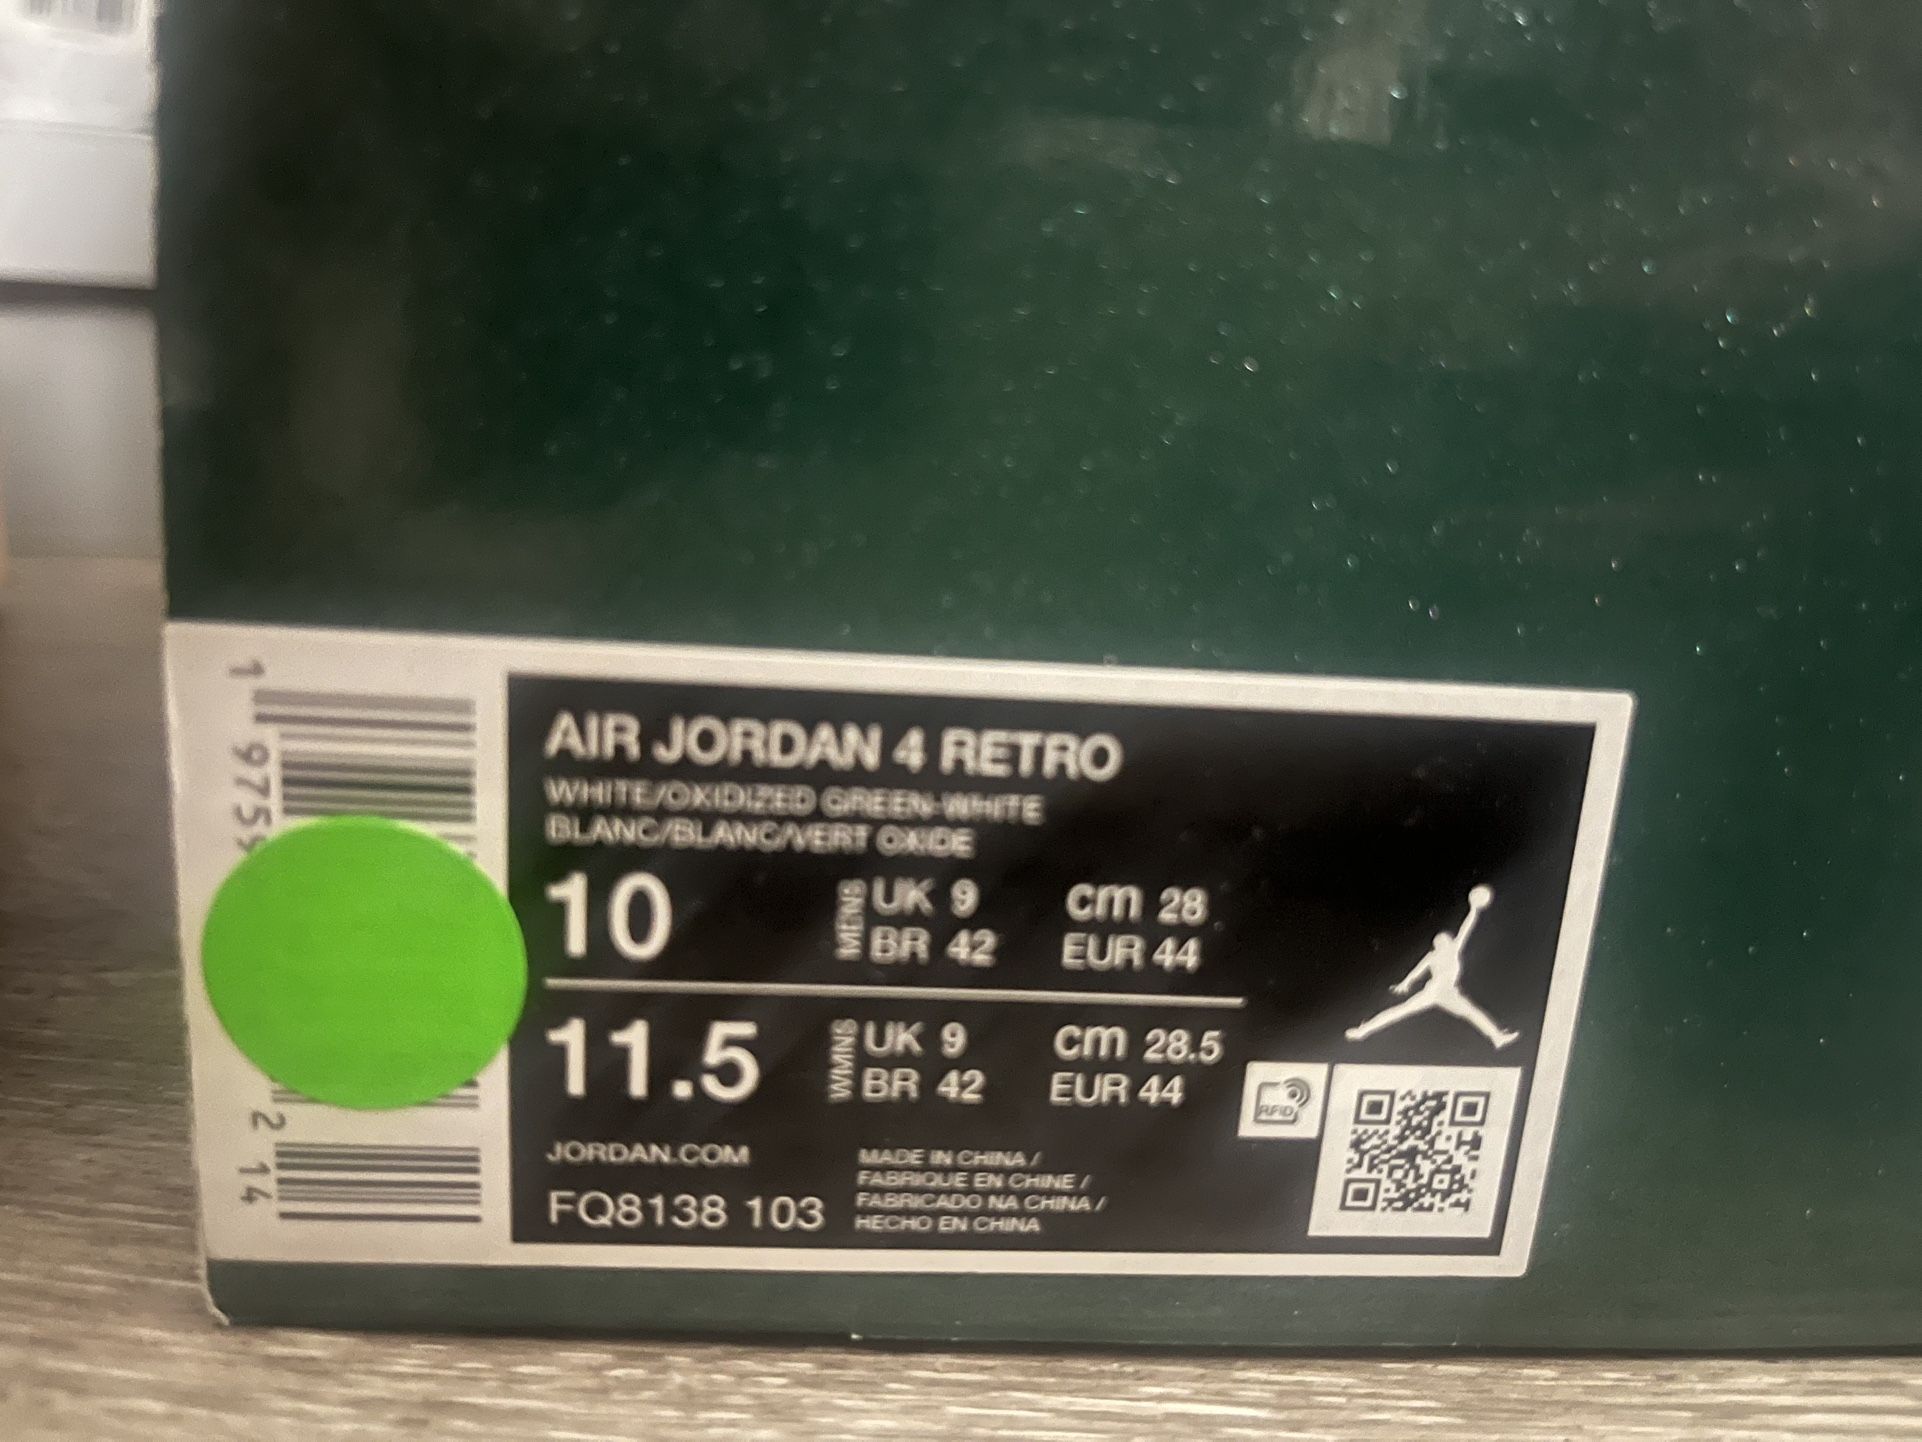 AIR JORDAN 4 RETRO
WHITE/OXIDIZED GREEN-WHITE
BLANC/BLANC/VERT OXIDE
10 MENS UK 9 cm 28
BR 42 EUR 44
11.5 WMNS UK 9 cm 28.5
BR 42 EUR 44
JORDAN.COM
FQ8138 103
MADE IN CHINA /
FABRIQUE EN CHINE /
FABRICADO NA CHINA /
HECHO EN CHINA
RFID
1 975
2 14